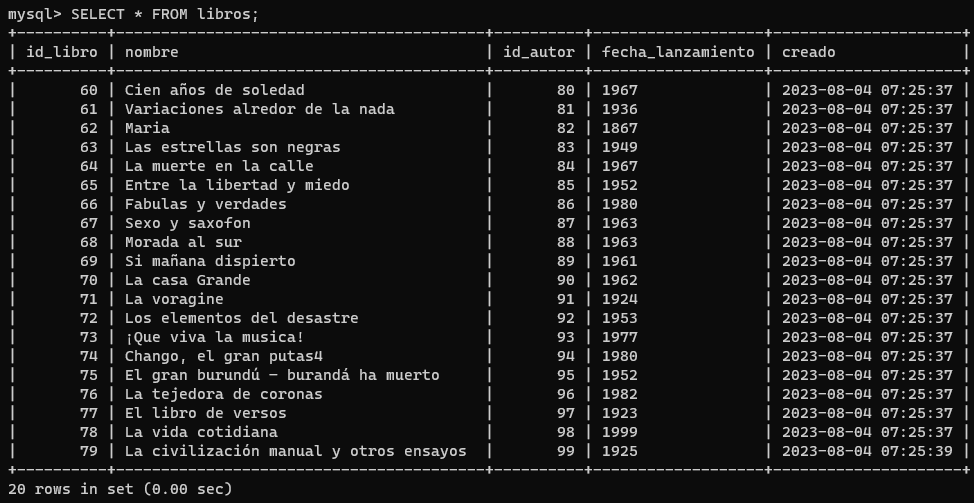 mysql> SELECT * FROM libros;
+----------+-----------------------------------------+----------+-------------------+---------------------+
| id_libro | nombre                                  | id_autor | fecha_lanzamiento | creado              |
+----------+-----------------------------------------+----------+-------------------+---------------------+
|       60 | Cien años de soledad                    |       80 | 1967              | 2023-08-04 07:25:37 |
|       61 | Variaciones alredor de la nada          |       81 | 1936              | 2023-08-04 07:25:37 |
|       62 | Maria                                   |       82 | 1867              | 2023-08-04 07:25:37 |
|       63 | Las estrellas son negras                |       83 | 1949              | 2023-08-04 07:25:37 |
|       64 | La muerte en la calle                   |       84 | 1967              | 2023-08-04 07:25:37 |
|       65 | Entre la libertad y miedo               |       85 | 1952              | 2023-08-04 07:25:37 |
|       66 | Fabulas y verdades                      |       86 | 1980              | 2023-08-04 07:25:37 |
|       67 | Sexo y saxofon                          |       87 | 1963              | 2023-08-04 07:25:37 |
|       68 | Morada al sur                           |       88 | 1963              | 2023-08-04 07:25:37 |
|       69 | Si mañana dispierto                     |       89 | 1961              | 2023-08-04 07:25:37 |
|       70 | La casa Grande                          |       90 | 1962              | 2023-08-04 07:25:37 |
|       71 | La voragine                             |       91 | 1924              | 2023-08-04 07:25:37 |
|       72 | Los elementos del desastre              |       92 | 1953              | 2023-08-04 07:25:37 |
|       73 | ¡Que viva la musica!                    |       93 | 1977              | 2023-08-04 07:25:37 |
|       74 | Chango, el gran putas4                  |       94 | 1980              | 2023-08-04 07:25:37 |
|       75 | El gran burundú – burandá ha muerto     |       95 | 1952              | 2023-08-04 07:25:37 |
|       76 | La tejedora de coronas                  |       96 | 1982              | 2023-08-04 07:25:37 |
|       77 | El libro de versos                      |       97 | 1923              | 2023-08-04 07:25:37 |
|       78 | La vida cotidiana                       |       98 | 1999              | 2023-08-04 07:25:37 |
|       79 | La civilización manual y otros ensayos  |       99 | 1925              | 2023-08-04 07:25:39 |
+----------+-----------------------------------------+----------+-------------------+---------------------+
20 rows in set (0.00 sec)